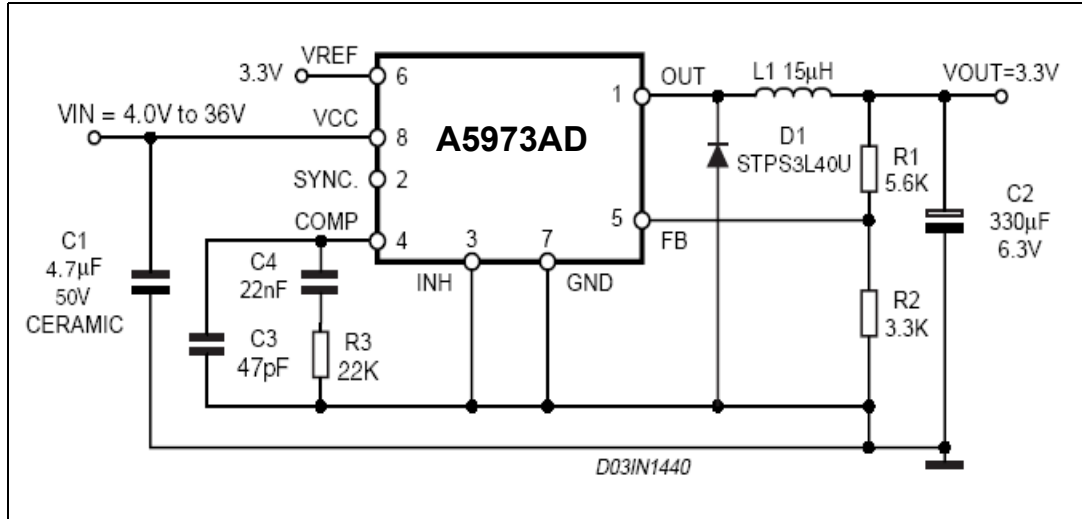 VREF
3.3V
6
VIN = 4.0V to 36V
VCC
8
A5973AD
SYNC.
2
COMP
4
3
7
INH
GND
OUT
1
L1 15µH
VOUT=3.3V
D1
STPS3L40U
R1
5.6K
5
FB
C2
330µF
6.3V
R2
3.3K
C1
4.7µF
50V
CERAMIC
C4
22nF
C3
47pF
R3
22K
D03IN1440